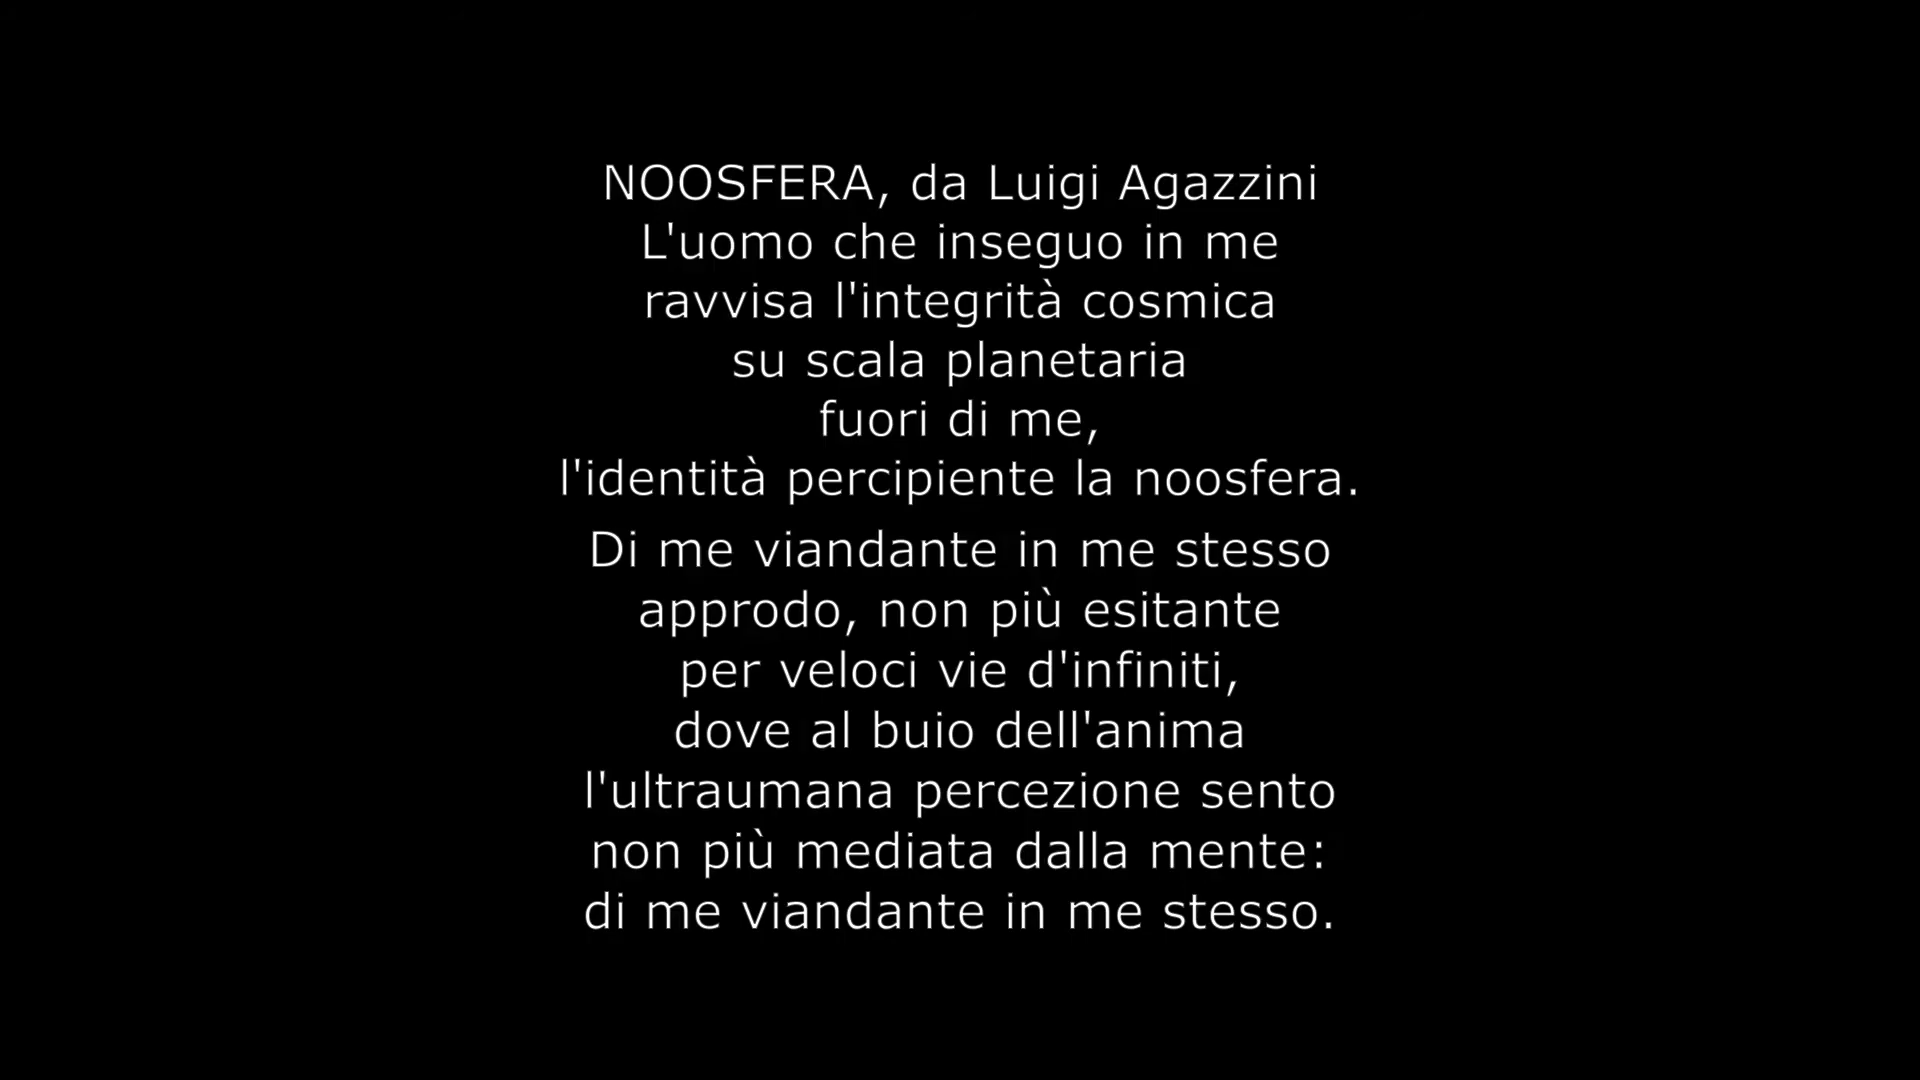 NOOSFERA, da Luigi Agazzini
L'uomo che inseguo in me
ravvisa l'integrità cosmica
su scala planetaria
fuori di me,
l'identità percipiente la noosfera.
Di me viandante in me stesso
approdo, non più esitante
per veloci vie d'infiniti,
dove al buio dell'anima
l'ultraumana percezione sento
non più mediata dalla mente:
di me viandante in me stesso.